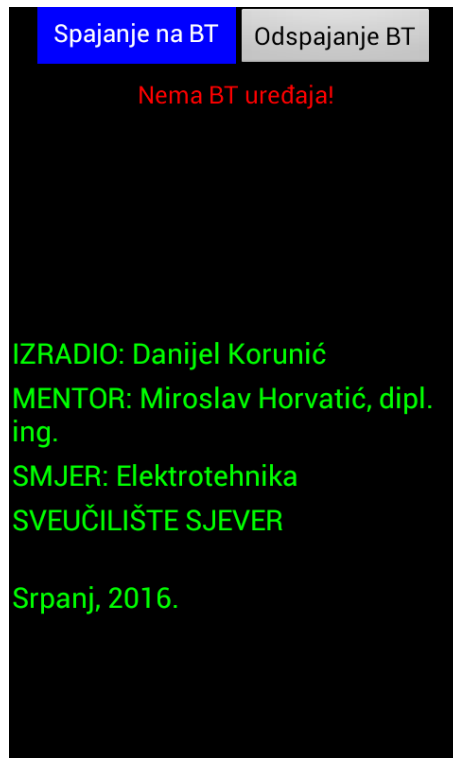 Spajanje na BT Odspajanje BT
Nema BT uređaja!
IZRADIO: Danijel Korunić
MENTOR: Miroslav Horvatić, dipl.
ing.
SMJER: Elektrotehnika
SVEUČILIŠTE SJEVER
Srpanj, 2016.